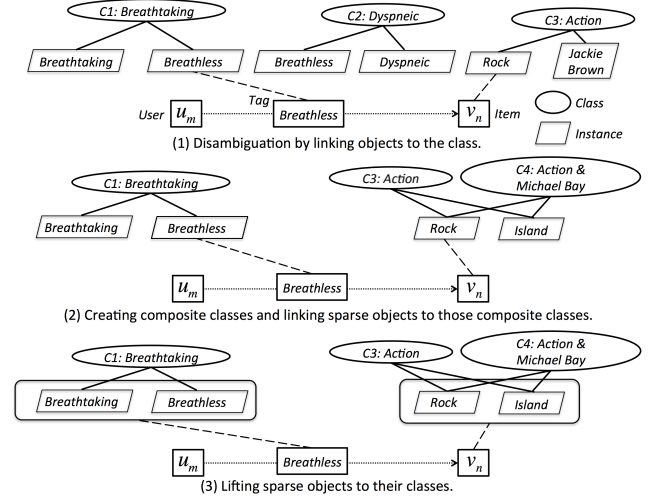 C1: Breathtaking
C2: Dyspneic
C3: Action
Breathtaking
Breathless
Breathless
Dyspneic
Rock
Jackie
Brown
Tag
User
u_m
Breathless
v_n
Item
Class
Instance
(1) Disambiguation by linking objects to the class.
C1: Breathtaking
C3: Action
C4: Action &
Michael Bay
Breathtaking
Breathless
Rock
Island
u_m
Breathless
v_n
(2) Creating composite classes and linking sparse objects to those composite classes.
C1: Breathtaking
C3: Action
C4: Action &
Michael Bay
Breathtaking
Breathless
Rock
Island
u_m
Breathless
v_n
(3) Lifting sparse objects to their classes.